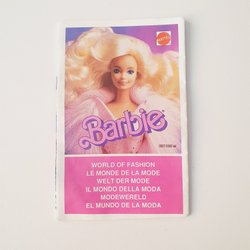 MATTEL
Barbie
WORLD OF FASHION
LE MONDE DE LA MODE
WELT DER MODE
IL MONDO DELLA MODA
MODEWERELD
EL MUNDO DE LA MODA